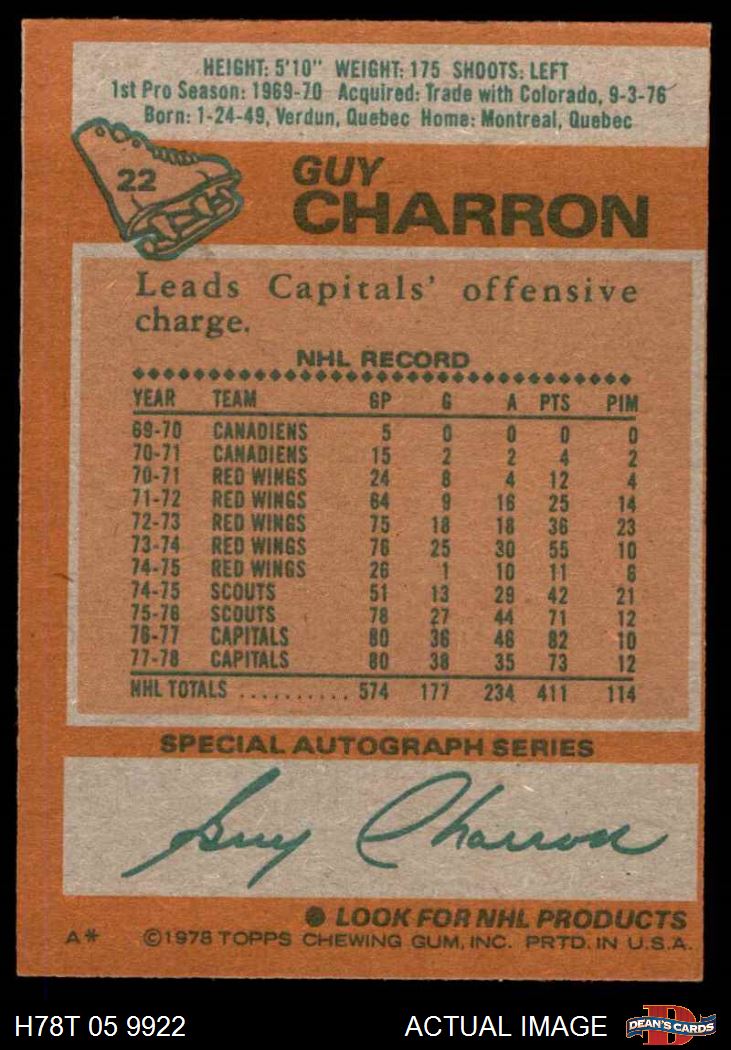 HEIGHT: 5'10" WEIGHT: 175 SHOOTS: LEFT
1st Pro Season: 1969-70 Acquired: Trade with Colorado, 9-3-76
Born: 1-24-49, Verdun, Quebec Home: Montreal, Quebec
22
GUY
CHARRON
Leads Capitals' offensive
charge.
NHL RECORD
YEAR TEAM GP G A PTS PIM
69-70 CANADIENS 5 0 0 0 0
70-71 CANADIENS 15 2 2 4 2
70-71 RED WINGS 24 8 4 12 4
71-72 RED WINGS 64 9 16 25 14
72-73 RED WINGS 75 18 18 36 23
73-74 RED WINGS 76 25 30 55 10
74-75 RED WINGS 26 1 10 11 6
74-75 SCOUTS 51 13 29 42 21
75-76 SCOUTS 78 27 44 71 12
76-77 CAPITALS 80 36 46 82 10
77-78 CAPITALS 80 38 35 73 12
NHL TOTALS .......... 574 177 234 411 114
SPECIAL AUTOGRAPH SERIES
Guy Charron
LOOK FOR NHL PRODUCTS
A* ©1978 TOPPS CHEWING GUM, INC. PRTD. IN U.S.A.
H78T 05 9922 ACTUAL IMAGE DEAN'S CARDS